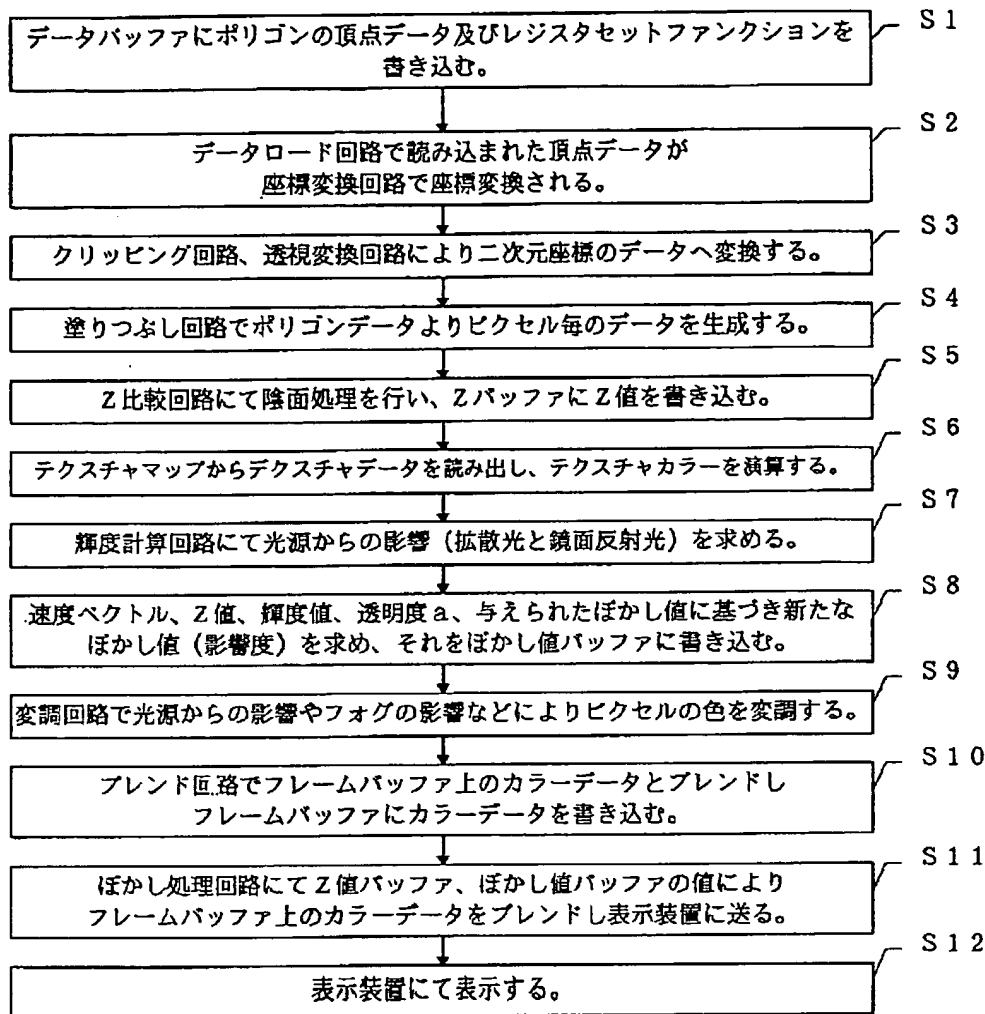 S1
データバッファにポリゴンの頂点データ及びレジスタセットファンクションを
書き込む。
S2
データロード回路で読み込まれた頂点データが
座標変換回路で座標変換される。
S3
クリッピング回路、透視変換回路により二次元座標のデータへ変換する。
S4
塗りつぶし回路でポリゴンデータよりピクセル毎のデータを生成する。
S5
Z比較回路にて陰面処理を行い、ZバッファにZ値を書き込む。
S6
テクスチャマップからデクスチャデータを読み出し、テクスチャカラーを演算する。
S7
輝度計算回路にて光源からの影響（拡散光と鏡面反射光）を求める。
S8
速度ベクトル、Z値、輝度値、透明度a、与えられたぼかし値に基づき新たな
ぼかし値（影響度）を求め、それをぼかし値バッファに書き込む。
S9
変調回路で光源からの影響やフォグの影響などによりピクセルの色を変調する。
S10
ブレンド回路でフレームバッファ上のカラーデータとブレンドし
フレームバッファにカラーデータを書き込む。
S11
ぼかし処理回路にてZ値バッファ、ぼかし値バッファの値により
フレームバッファ上のカラーデータをブレンドし表示装置に送る。
S12
表示装置にて表示する。